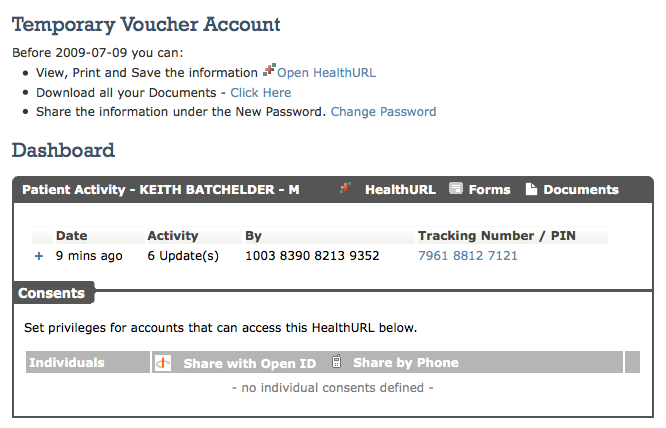 Temporary Voucher Account
Before 2009-07-09 you can:
• View, Print and Save the information Open HealthURL
• Download all your Documents - Click Here
• Share the information under the New Password. Change Password
Dashboard
Patient Activity - KEITH BATCHELDER - M HealthURL Forms Documents
Date Activity By Tracking Number / PIN
+ 9 mins ago 6 Update(s) 1003 8390 8213 9352 7961 8812 7121
Consents
Set privileges for accounts that can access this HealthURL below.
Individuals Share with Open ID Share by Phone
- no individual consents defined -